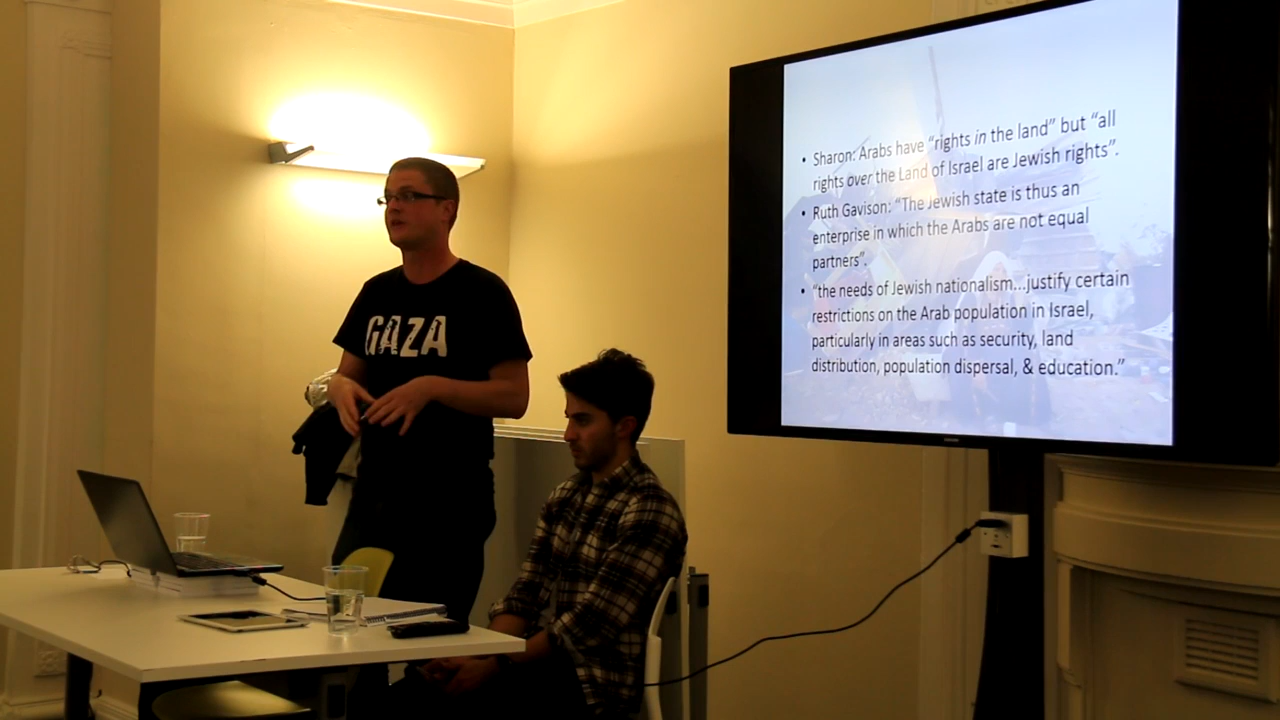 GAZA
• Sharon: Arabs have “rights in the land” but “all
rights over the Land of Israel are Jewish rights”.
• Ruth Gavison: “The Jewish state is thus an
enterprise in which the Arabs are not equal
partners”.
• “the needs of Jewish nationalism...justify certain
restrictions on the Arab population in Israel,
particularly in areas such as security, land
distribution, population dispersal, & education.”
SAMSUNG